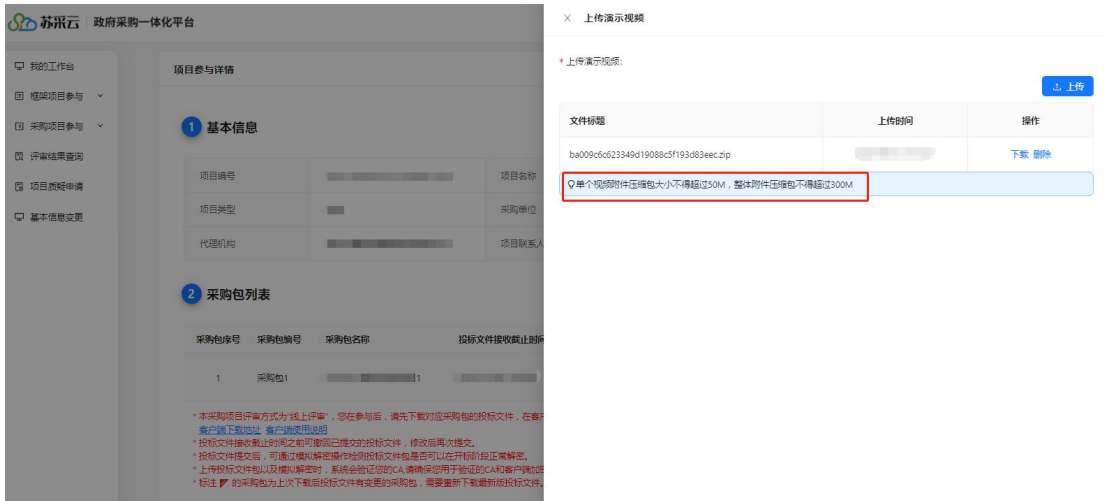 苏采云 政府采购一体化平台
我的工作台
框架项目参与
采购项目参与
评审结果查询
项目质疑申请
基本信息变更
项目参与详情
1 基本信息
项目编号
项目名称
项目类型
采购单位
代理机构
项目联系人
2 采购包列表
采购包序号 采购包编号 采购包名称 投标文件接收截止时间
1 采购包1 1
*本采购项目评审方式为“线上评审”，您在参与后，请先下载对应采购包的投标文件，在客户
客户端下载地址 客户端使用说明
*投标文件接收截止时间之前可撤回已提交的投标文件，修改后再次提交。
*投标文件提交后，可通过模拟解密操作检测投标文件包是否可以在开标阶段正常解密。
*上传投标文件包以及模拟解密时，系统会验证您的CA,请确保您用于验证的CA和客户端加密
*标注 的采购包为上次下载后投标文件有变更的采购包，需要重新下载最新版投标文件。
× 上传演示视频
* 上传演示视频:
上传
文件标题 上传时间 操作
ba009c6c623349d19088c5f193d83eec.zip 下载 删除
单个视频附件压缩包大小不得超过50M，整体附件压缩包不得超过300M